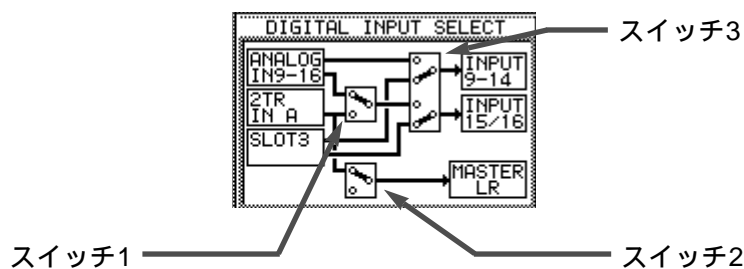 DIGITAL INPUT SELECT
スイッチ3
ANALOG
IN9-16
2TR
IN A
SLOT3
INPUT
9-14
INPUT
15/16
MASTER
LR
スイッチ1
スイッチ2